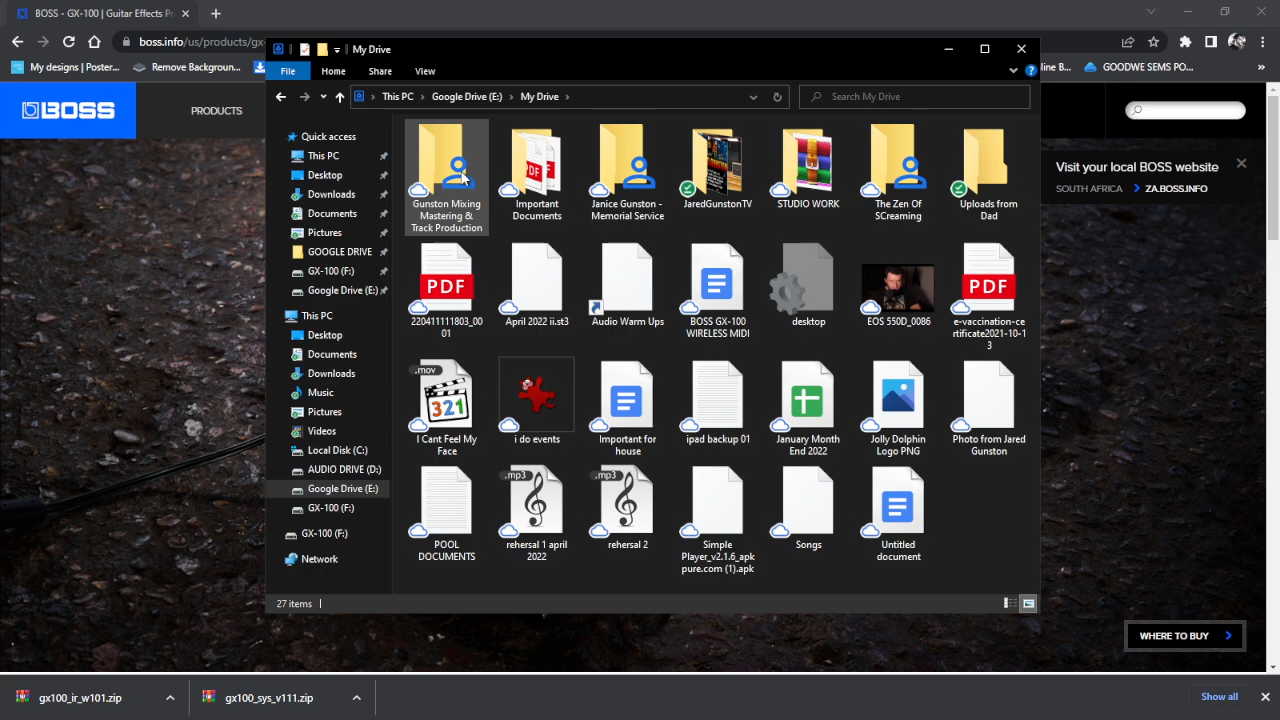 BOSS - GX-100 | Guitar Effects Pr
boss.info/us/products/gx-
My designs | Poster...
Remove Backgroun...
line B...
GOODWE SEMS PO...
»
BOSS
PRODUCTS
Visit your local BOSS website
SOUTH AFRICA > ZA.BOSS.INFO
My Drive
File
Home
Share
View
This PC > Google Drive (E:) > My Drive >
Search My Drive
Quick access
This PC
Desktop
Downloads
Documents
Pictures
GOOGLE DRIVE
GX-100 (F:)
Google Drive (E:)
This PC
Desktop
Documents
Downloads
Music
Pictures
Videos
Local Disk (C:)
AUDIO DRIVE (D:)
Google Drive (E:)
GX-100 (F:)
GX-100 (F:)
Network
Gunston Mixing
Mastering &
Track Production
PDF
Important
Documents
Janice Gunston -
Memorial Service
JaredGunstonTV
STUDIO WORK
The Zen Of
SCreaming
Uploads from
Dad
PDF
220411111803_00
01
April 2022 ii.st3
Audio Warm Ups
BOSS GX-100
WIRELESS MIDI
desktop
EOS 550D_0086
PDF
e-vaccination-ce
rtificate2021-10-1
3
.mov
321
I Cant Feel My
Face
i do events
Important for
house
ipad backup 01
January Month
End 2022
Jolly Dolphin
Logo PNG
Photo from Jared
Gunston
POOL
DOCUMENTS
.mp3
rehersal 1 april
2022
.mp3
rehersal 2
Simple
Player_v2.1.6_apk
pure.com (1).apk
Songs
Untitled
document
27 items
WHERE TO BUY >
gx100_ir_w101.zip
gx100_sys_v111.zip
Show all